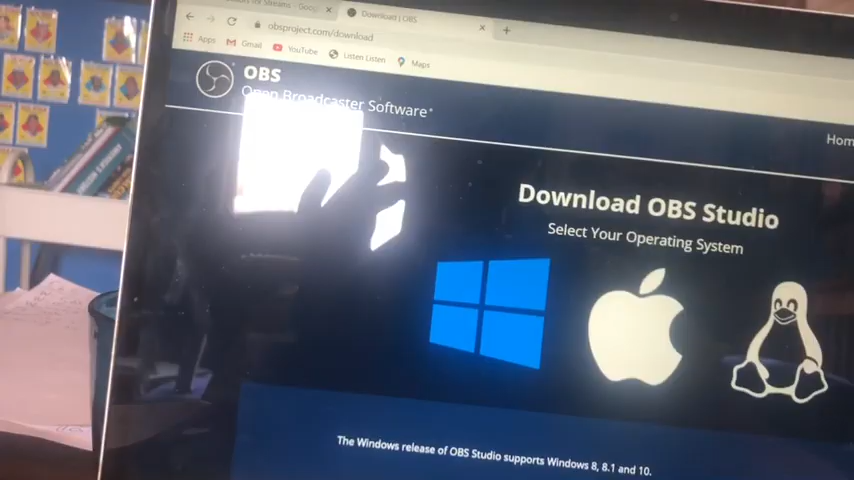 Download | OBS
obsproject.com/download
Apps Gmail YouTube Listen Listen Maps
OBS
Open Broadcaster Software
Download OBS Studio
Select Your Operating System
The Windows release of OBS Studio supports Windows 8, 8.1 and 10.